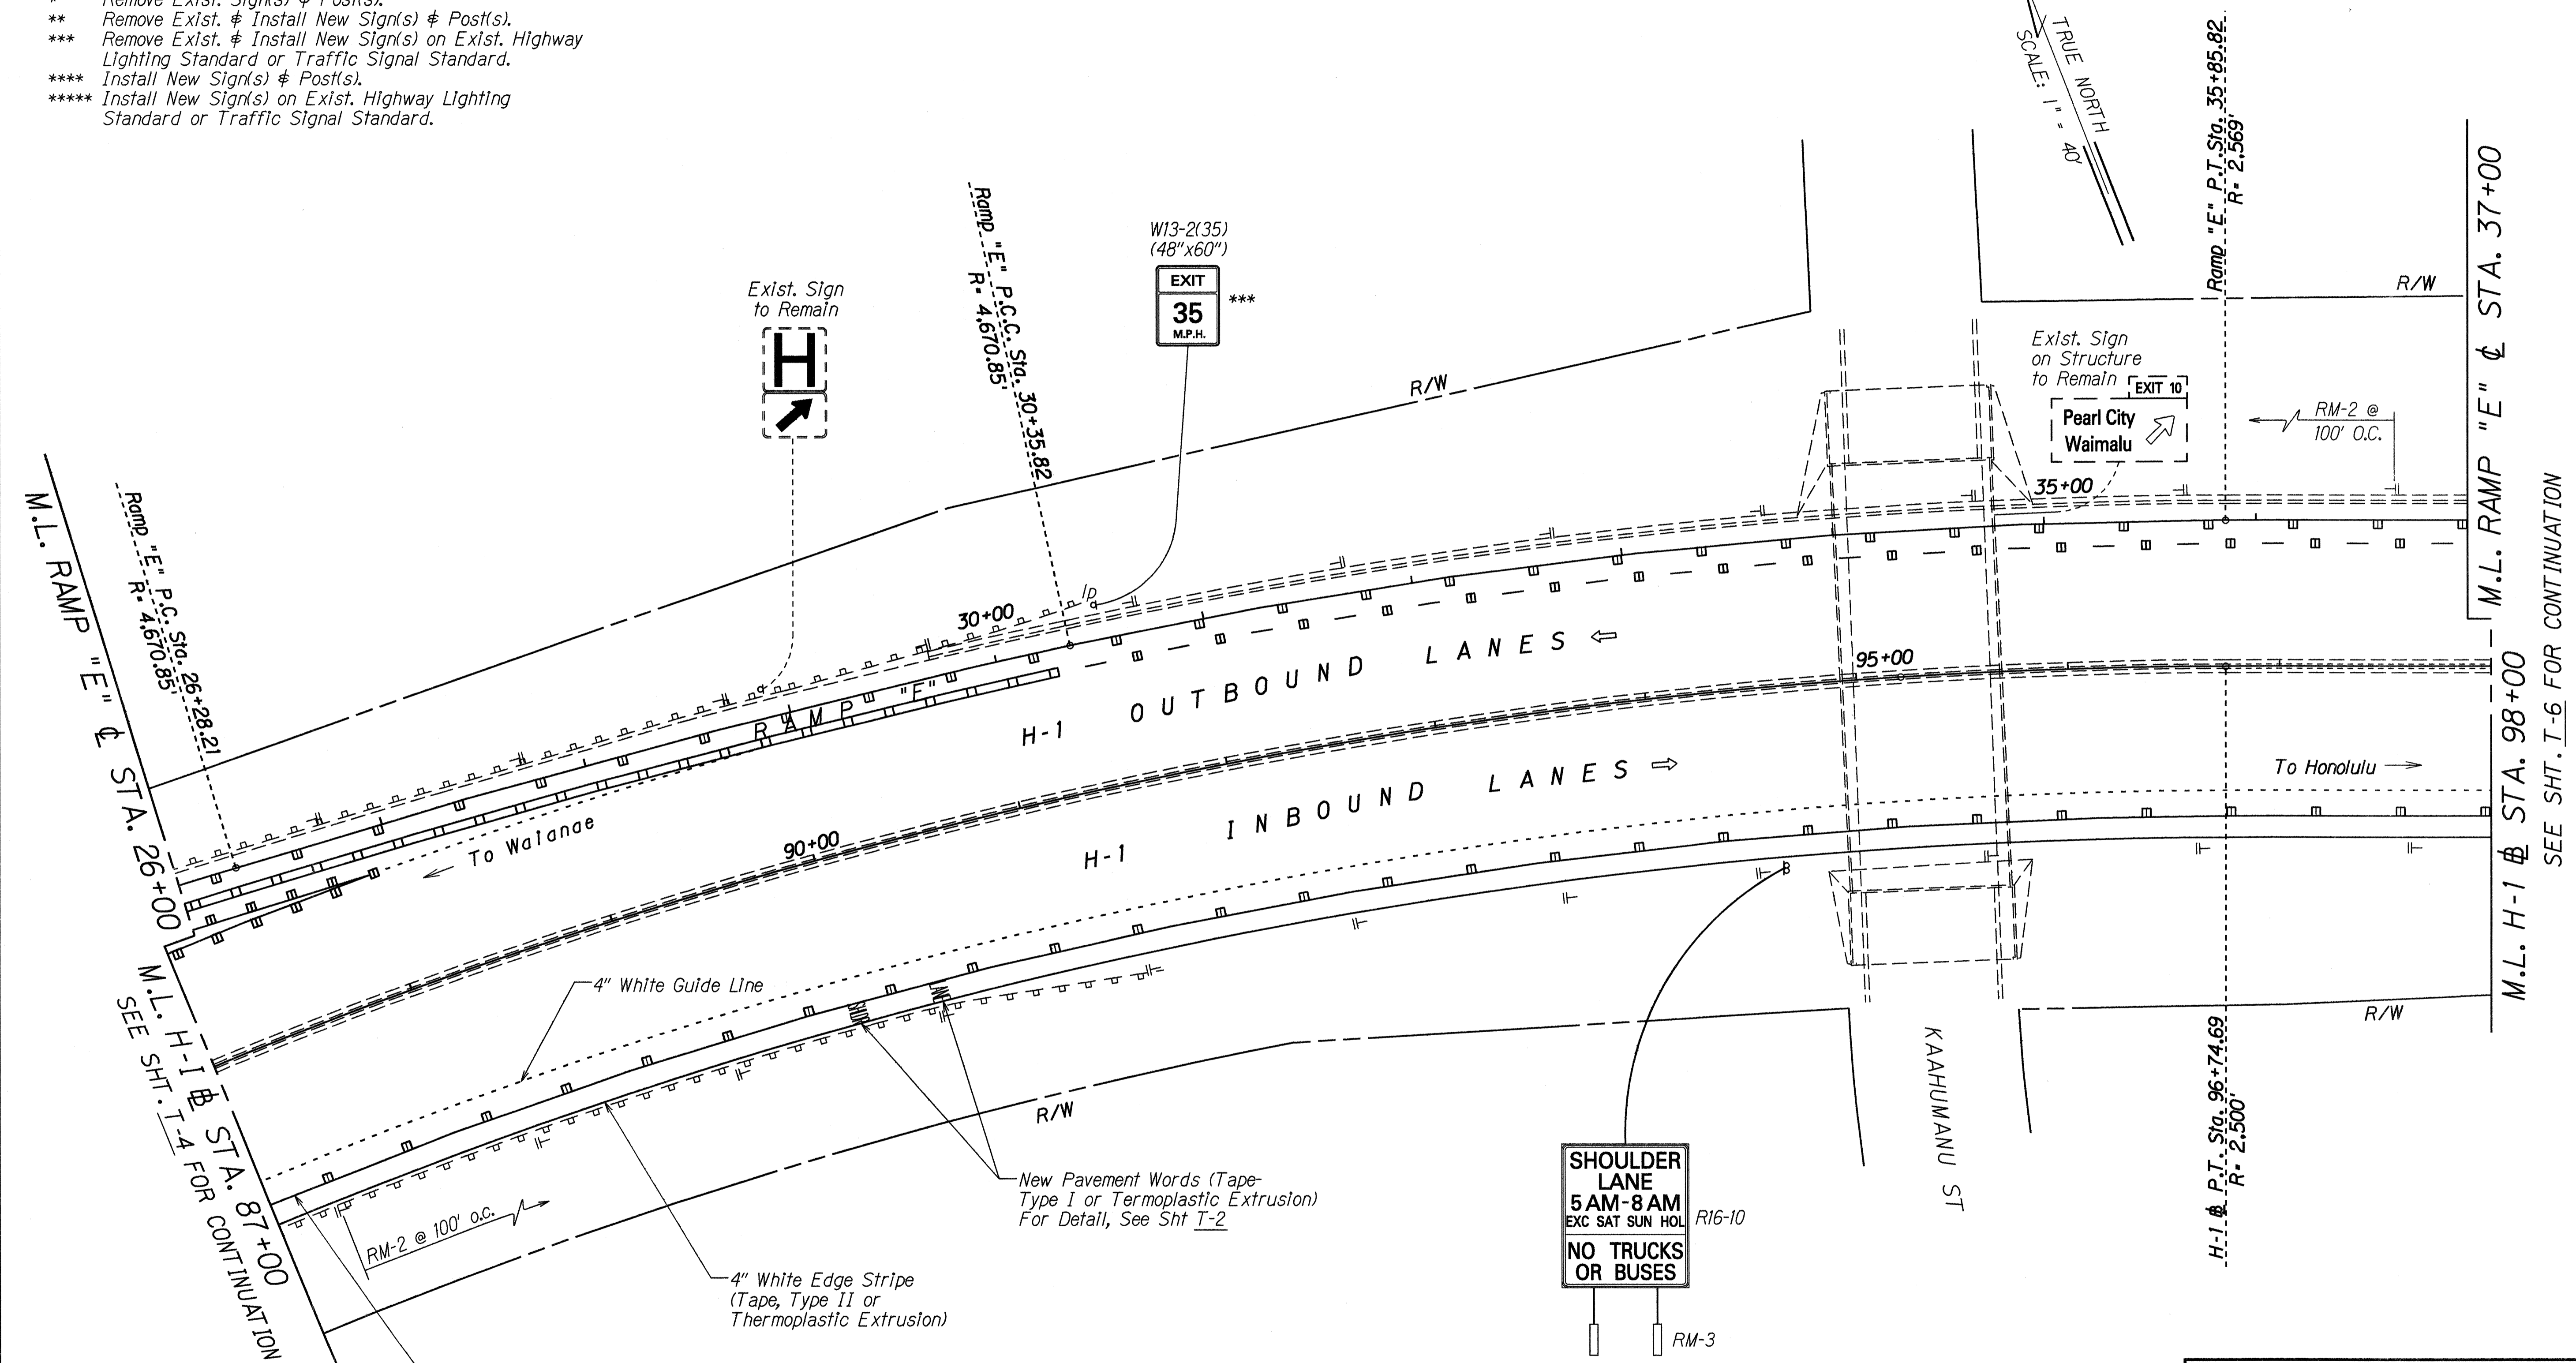 * Remove Exist. Sign(s) & Post(s).
** Remove Exist. & Install New Sign(s) & Post(s).
*** Remove Exist. & Install New Sign(s) on Exist. Highway
Lighting Standard or Traffic Signal Standard.
**** Install New Sign(s) & Post(s).
***** Install New Sign(s) on Exist. Highway Lighting
Standard or Traffic Signal Standard.
TRUE NORTH
SCALE: 1" = 40'
Ramp "E" P.T. Sta. 35+85.82
R= 2,569'
M.L. RAMP "E" ℄ STA. 37+00
R/W
W13-2(35)
(48"x60")
EXIT
35
M.P.H.
***
Ramp "E" P.C.C. Sta. 30+35.82
R= 4,670.85'
Exist. Sign
to Remain
H
Exist. Sign
on Structure
to Remain
EXIT 10
Pearl City
Waimalu
RM-2 @
100' O.C.
R/W
35+00
M.L. RAMP "E" ℄ STA. 26+00
Ramp "E" P.C. Sta. 26+28.21
R= 4,670.85'
30+00
RAMP "E"
H-1 OUTBOUND LANES
95+00
To Waianae
90+00
H-1 INBOUND LANES
To Honolulu
M.L. H-1 ⅊ STA. 98+00
SEE SHT. T-6 FOR CONTINUATION
M.L. H-1 ⅊ STA. 87+00
SEE SHT. T-4 FOR CONTINUATION
4" White Guide Line
SHLDR
LANE
R/W
R/W
KAAHUMANU ST
H-1 ⅊ P.T. Sta. 96+74.69
R= 2,500'
New Pavement Words (Tape-
Type I or Termoplastic Extrusion)
For Detail, See Sht T-2
RM-2 @ 100' o.c.
4" White Edge Stripe
(Tape, Type II or
Thermoplastic Extrusion)
SHOULDER
LANE
5 AM-8 AM
EXC SAT SUN HOL
NO TRUCKS
OR BUSES
R16-10
RM-3